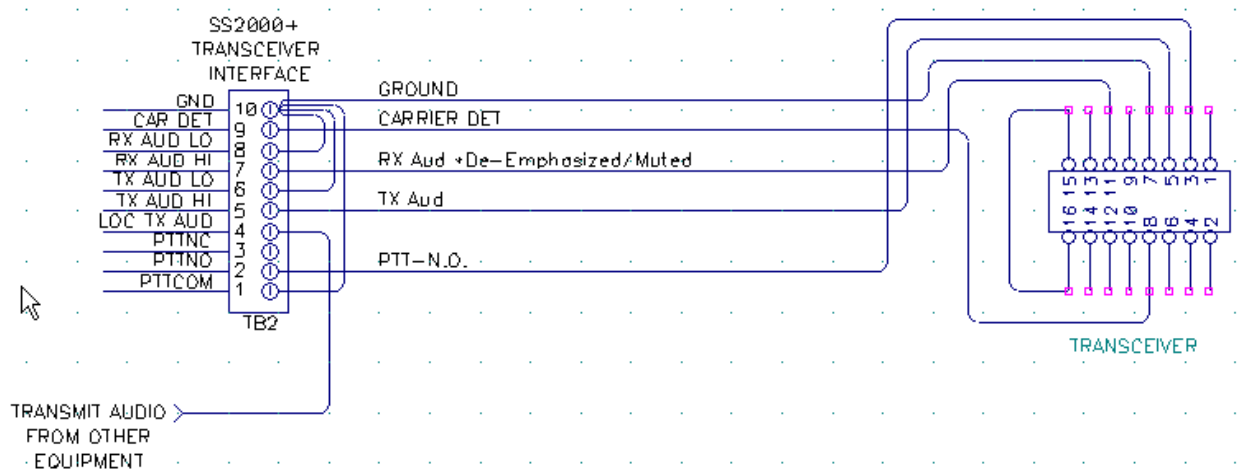 SS2000+
TRANSCEIVER
INTERFACE
GND
CAR DET
RX AUD LO
RX AUD HI
TX AUD LO
TX AUD HI
LOC TX AUD
PTTNC
PTTNO
PTTCOM
10
9
8
7
6
5
4
3
2
1
TB2
GROUND
CARRIER DET
RX Aud *De-Emphasized/Muted
TX Aud
PTT-N.O.
15 13 11 9 7 5 3 1
16 14 12 10 8 6 4 2
TRANSCEIVER
TRANSMIT AUDIO
FROM OTHER
EQUIPMENT